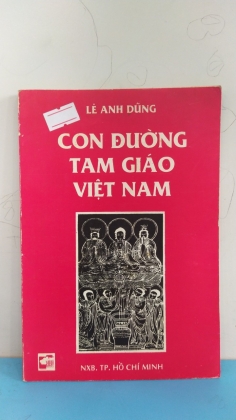 LÊ ANH DŨNG
CON ĐƯỜNG
TAM GIÁO
VIỆT NAM
NXB. TP. HỒ CHÍ MINH